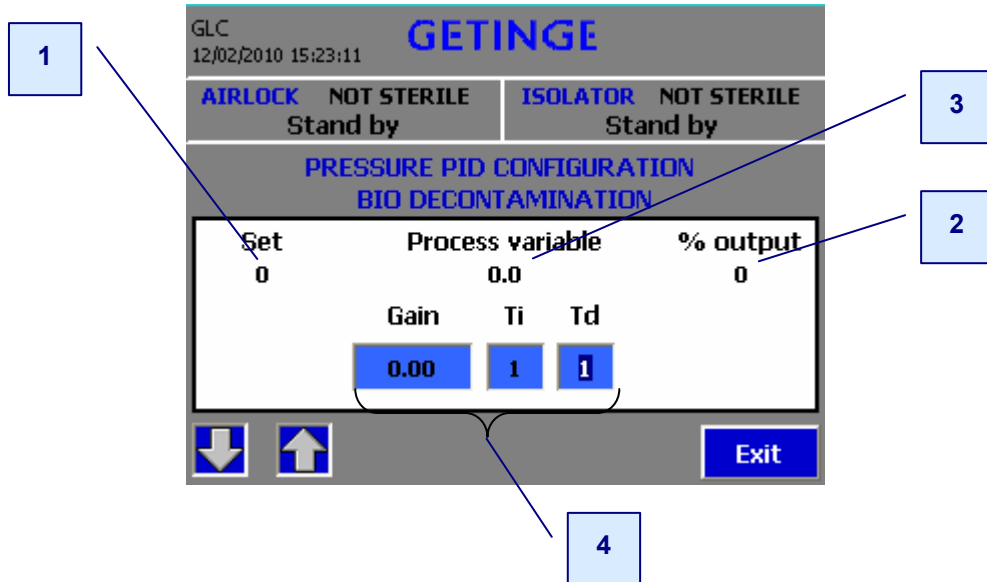 GLC
12/02/2010 15:23:11
GETINGE
1
AIRLOCK NOT STERILE
Stand by
ISOLATOR NOT STERILE
Stand by
3
PRESSURE PID CONFIGURATION
BIO DECONTAMINATION
2
Set Process variable % output
0 0.0 0
Gain Ti Td
0.00 1 1
Exit
4